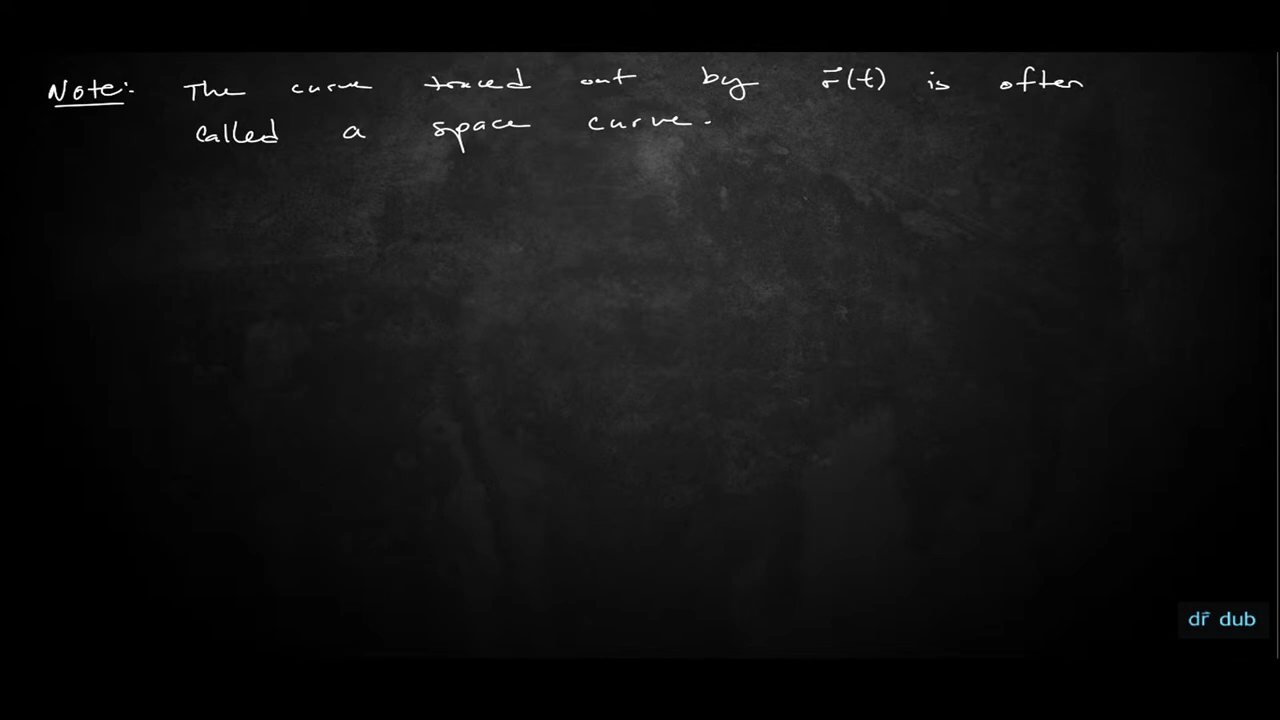 Note: The curve traced out by r⃗(t) is often
called a space curve.
dr⃗ dub